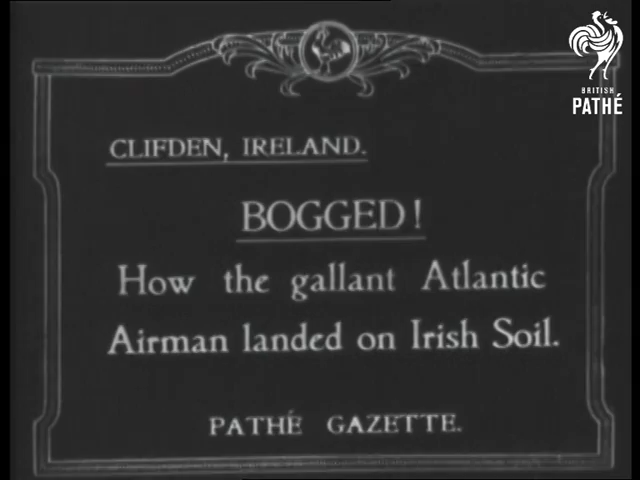 BRITISH
PATHÉ
CLIFDEN, IRELAND.
BOGGED!
How the gallant Atlantic
Airman landed on Irish Soil.
PATHÉ GAZETTE.